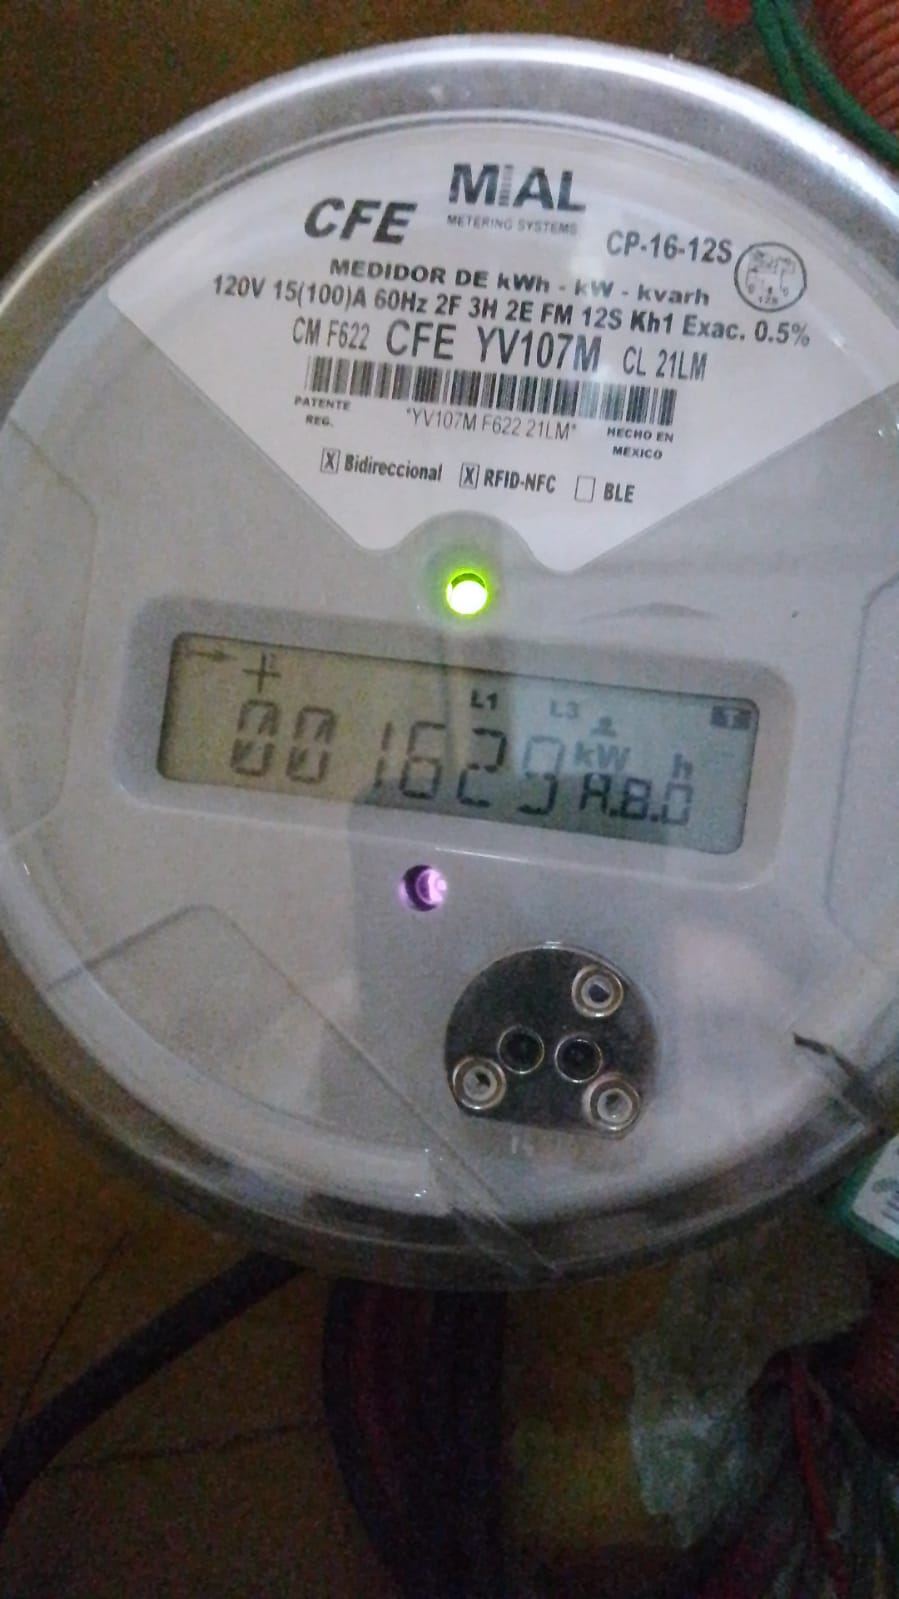 MIAL
METERING SYSTEMS
CFE
CP-16-12S
MEDIDOR DE kWh - kW - kvarh
120V 15(100)A 60Hz 2F 3H 2E FM 12S Kh1 Exac. 0.5%
CM F622 CFE YV107M CL 21LM
PATENTE REG.
*YV107M F622 21LM*
HECHO EN MEXICO
X Bidireccional X RFID-NFC BLE
L1 L3
kW h
001629 A.B.0